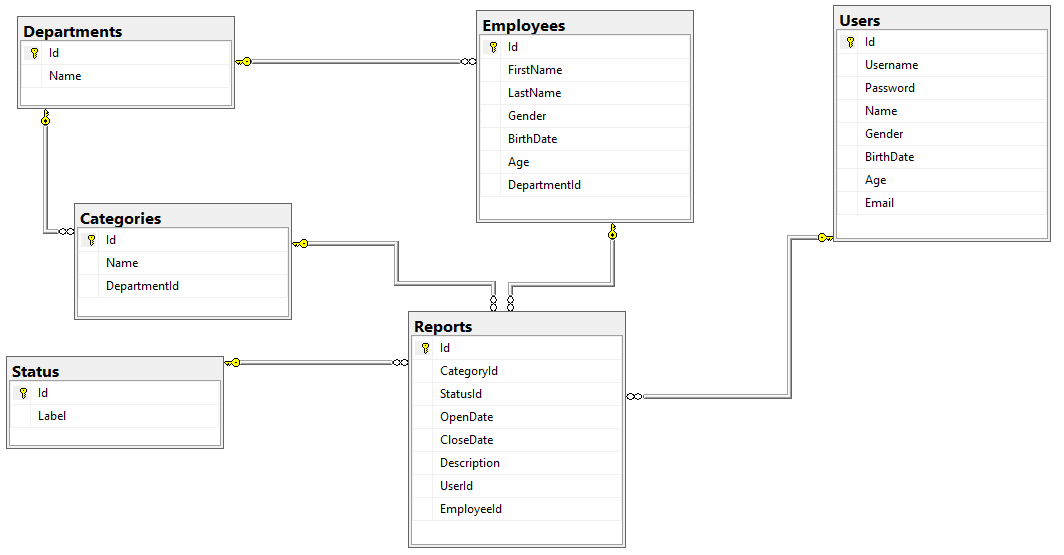 Departments
Id
Name
Employees
Id
FirstName
LastName
Gender
BirthDate
Age
DepartmentId
Users
Id
Username
Password
Name
Gender
BirthDate
Age
Email
Categories
Id
Name
DepartmentId
Status
Id
Label
Reports
Id
CategoryId
StatusId
OpenDate
CloseDate
Description
UserId
EmployeeId